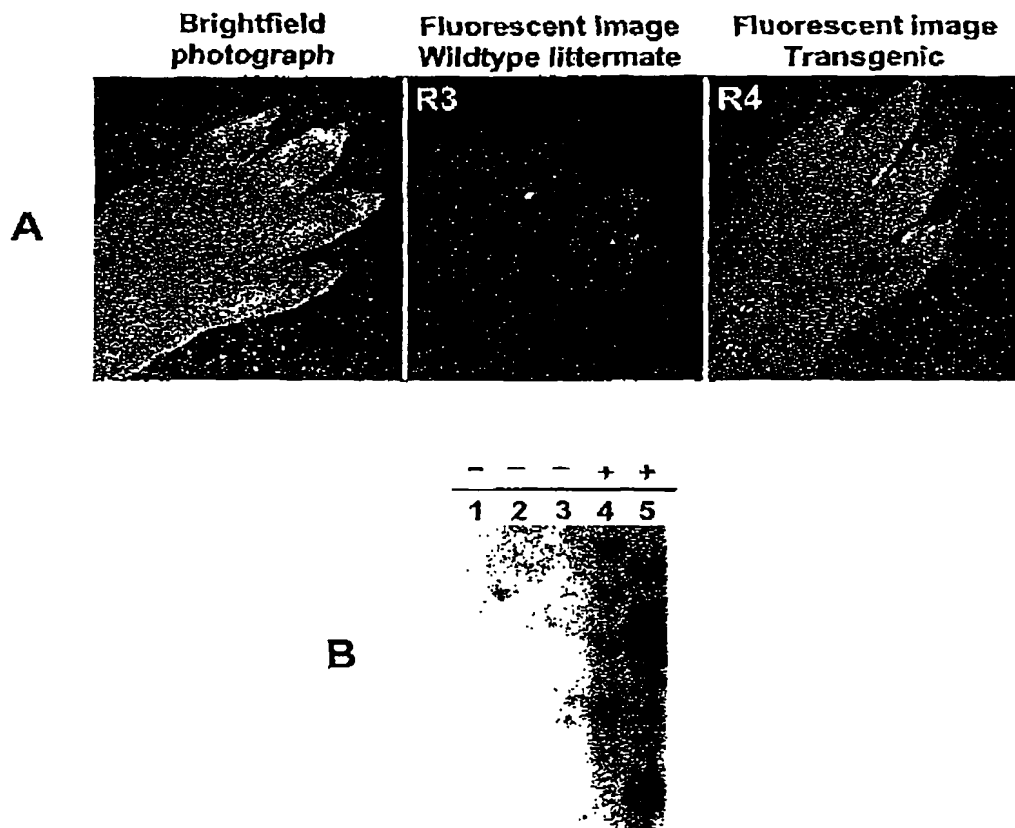 Brightfield photograph
Fluorescent image Wildtype littermate
Fluorescent image Transgenic
R3
R4
A
- - - + +
1 2 3 4 5
B